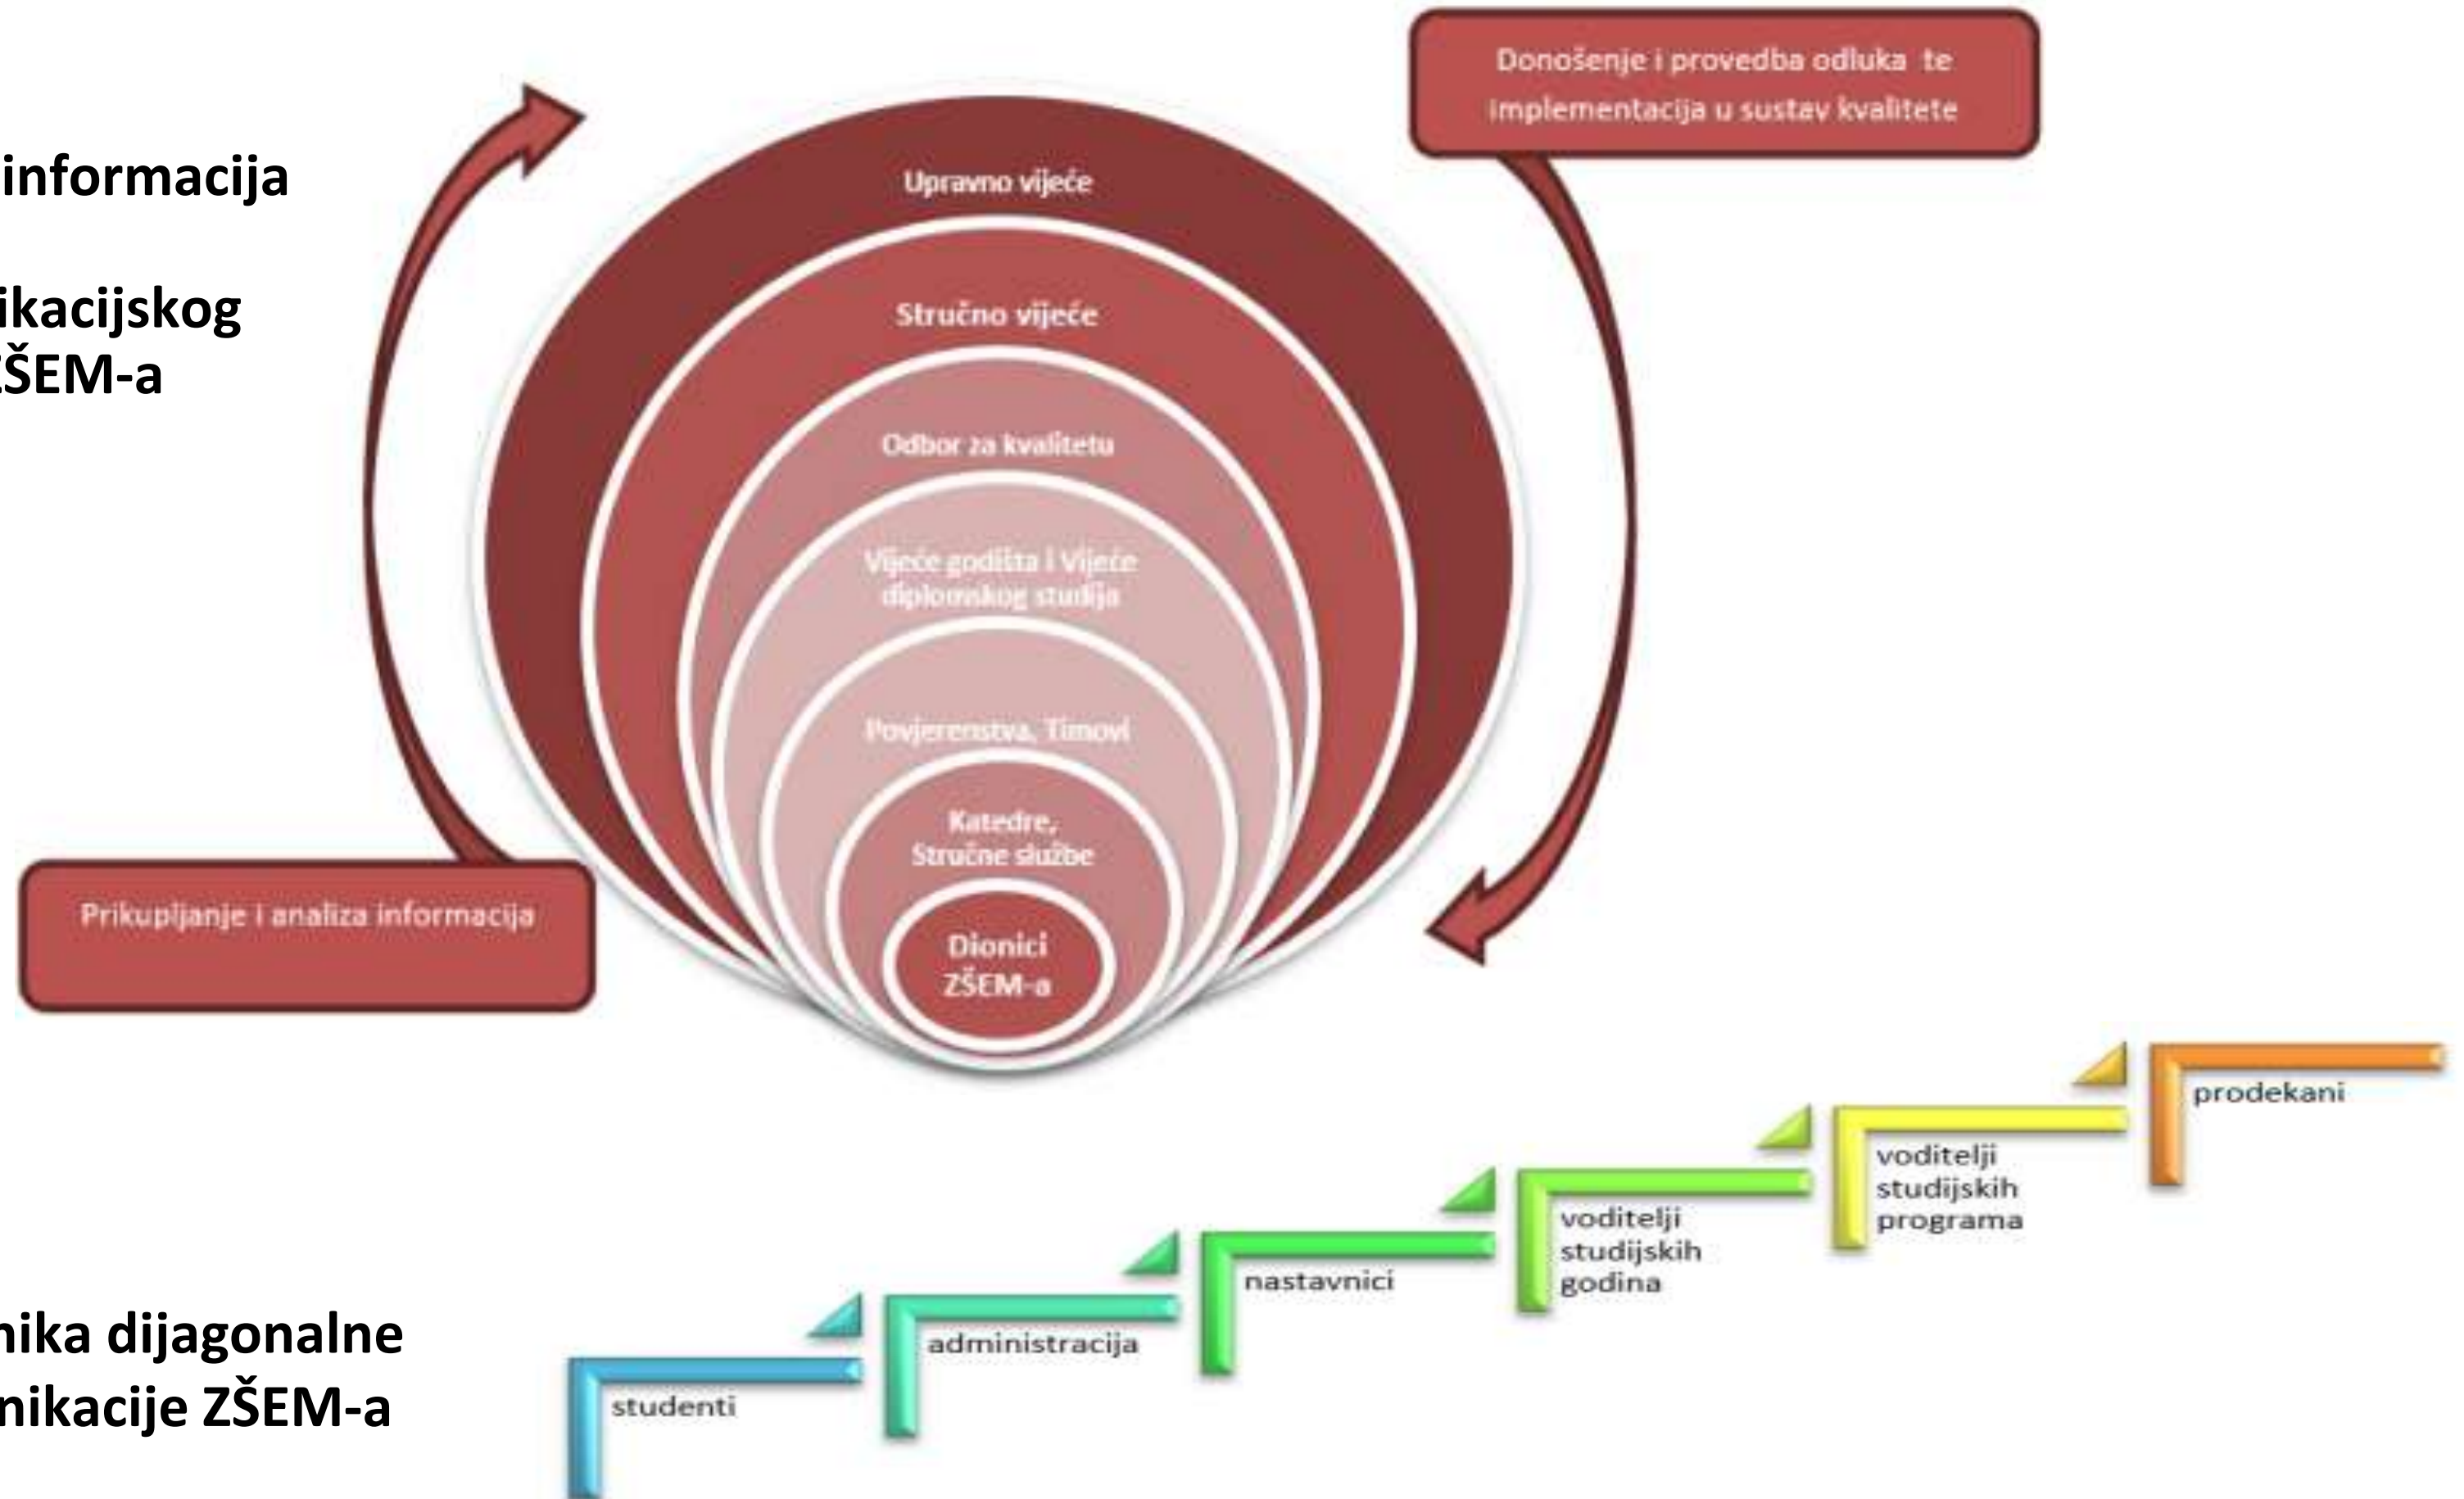 informacija
ikacijskog
ZŠEM-a
Donošenje i provedba odluka te
implementacija u sustav kvalitete
Upravno vijeće
Stručno vijeće
Odbor za kvalitetu
Vijeće godišta i Vijeće
diplomskog studija
Povjerenstva, Timovi
Katedre,
Stručne službe
Dionici
ZŠEM-a
Prikupljanje i analiza informacija
prodekani
voditelji
studijskih
programa
voditelji
studijskih
godina
nastavnici
administracija
studenti
nika dijagonalne
nikacije ZŠEM-a